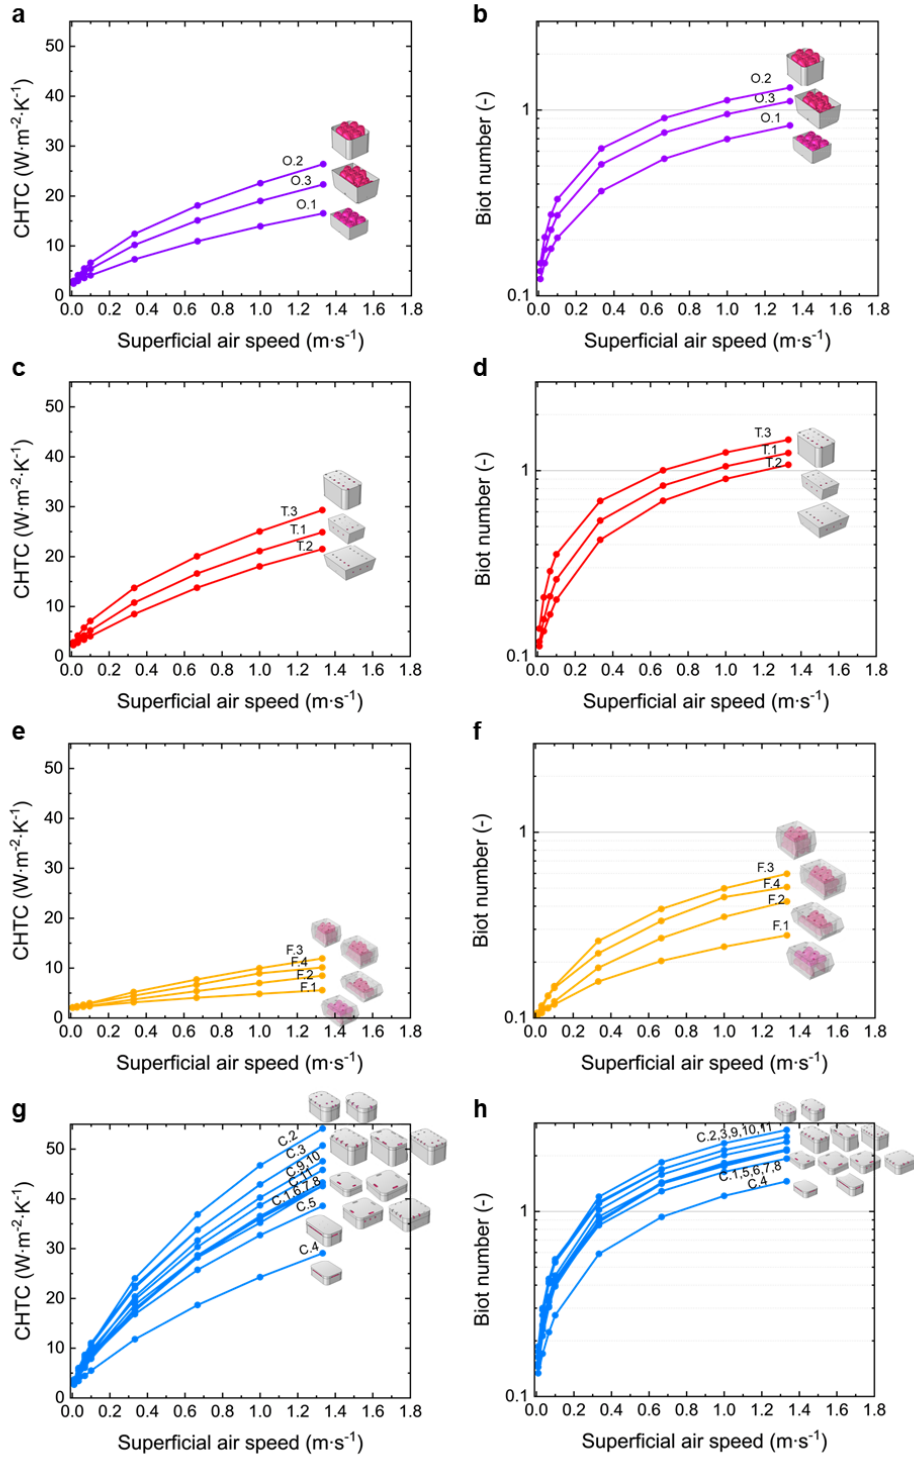 a
CHTC (W·m-2·K-1)
50
40
30
20
10
0
O.2
O.3
O.1
0.0 0.2 0.4 0.6 0.8 1.0 1.2 1.4 1.6 1.8
Superficial air speed (m·s-1)
b
Biot number (-)
1
0.1
O.2
O.3
O.1
0.0 0.2 0.4 0.6 0.8 1.0 1.2 1.4 1.6 1.8
Superficial air speed (m·s-1)
c
CHTC (W·m-2·K-1)
50
40
30
20
10
0
T.3
T.1
T.2
0.0 0.2 0.4 0.6 0.8 1.0 1.2 1.4 1.6 1.8
Superficial air speed (m·s-1)
d
Biot number (-)
1
0.1
T.3
T.1
T.2
0.0 0.2 0.4 0.6 0.8 1.0 1.2 1.4 1.6 1.8
Superficial air speed (m·s-1)
e
CHTC (W·m-2·K-1)
50
40
30
20
10
0
F.3
F.4
F.2
F.1
0.0 0.2 0.4 0.6 0.8 1.0 1.2 1.4 1.6 1.8
Superficial air speed (m·s-1)
f
Biot number (-)
1
0.1
F.3
F.4
F.2
F.1
0.0 0.2 0.4 0.6 0.8 1.0 1.2 1.4 1.6 1.8
Superficial air speed (m·s-1)
g
CHTC (W·m-2·K-1)
50
40
30
20
10
0
C.2
C.3
C.9,10
C.11
C.1,6,7,8
C.5
C.4
0.0 0.2 0.4 0.6 0.8 1.0 1.2 1.4 1.6 1.8
Superficial air speed (m·s-1)
h
Biot number (-)
1
0.1
C.2,3,9,10,11
C.1,5,6,7,8
C.4
0.0 0.2 0.4 0.6 0.8 1.0 1.2 1.4 1.6 1.8
Superficial air speed (m·s-1)